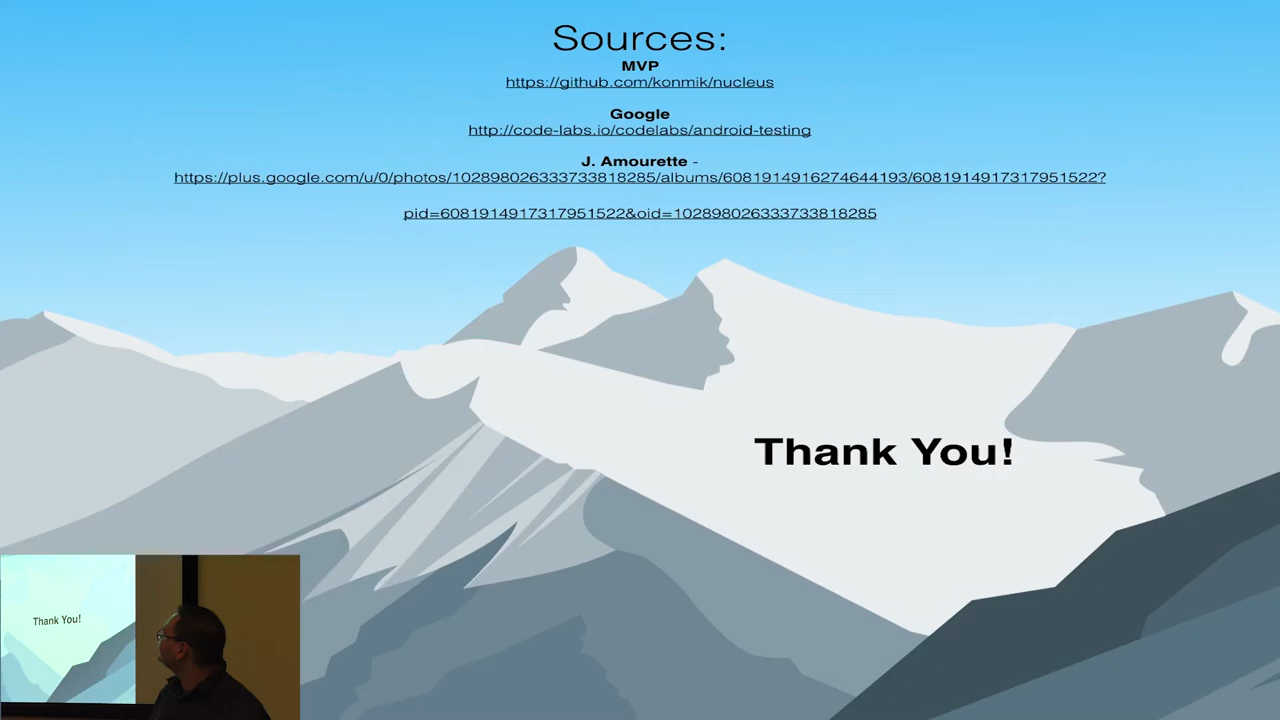 Sources:
MVP
https://github.com/konmik/nucleus
Google
http://code-labs.io/codelabs/android-testing
J. Amourette -
https://plus.google.com/u/0/photos/102898026333733818285/albums/6081914916274644193/6081914917317951522?
pid=6081914917317951522&oid=102898026333733818285
Thank You!
Thank You!